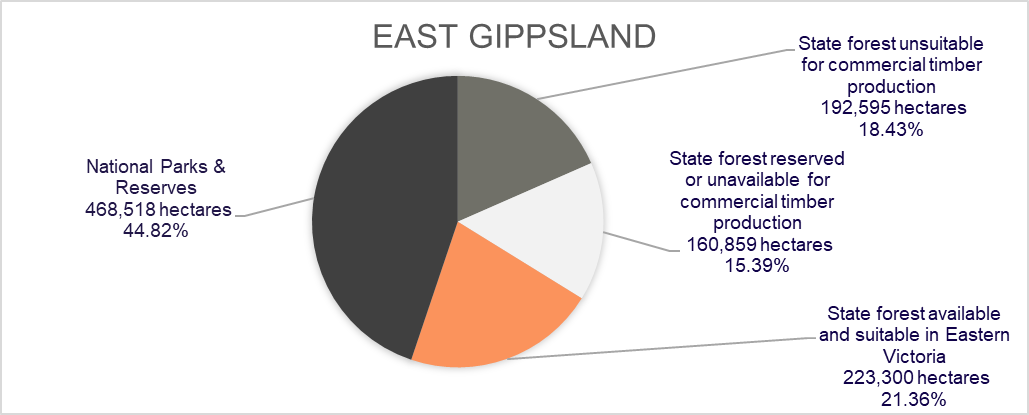 EAST GIPPSLAND
State forest unsuitable
for commercial timber
production
192,595 hectares
18.43%
National Parks &
Reserves
468,518 hectares
44.82%
State forest reserved
or unavailable for
commercial timber
production
160,859 hectares
15.39%
State forest available
and suitable in Eastern
Victoria
223,300 hectares
21.36%